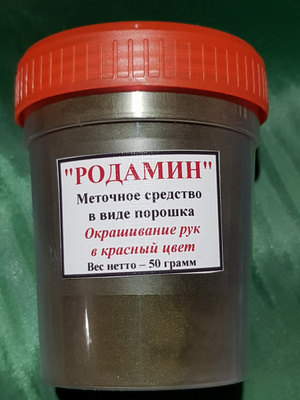 "РОДАМИН"
Меточное средство
в виде порошка
Окрашивание рук
в красный цвет
Вес нетто – 50 грамм